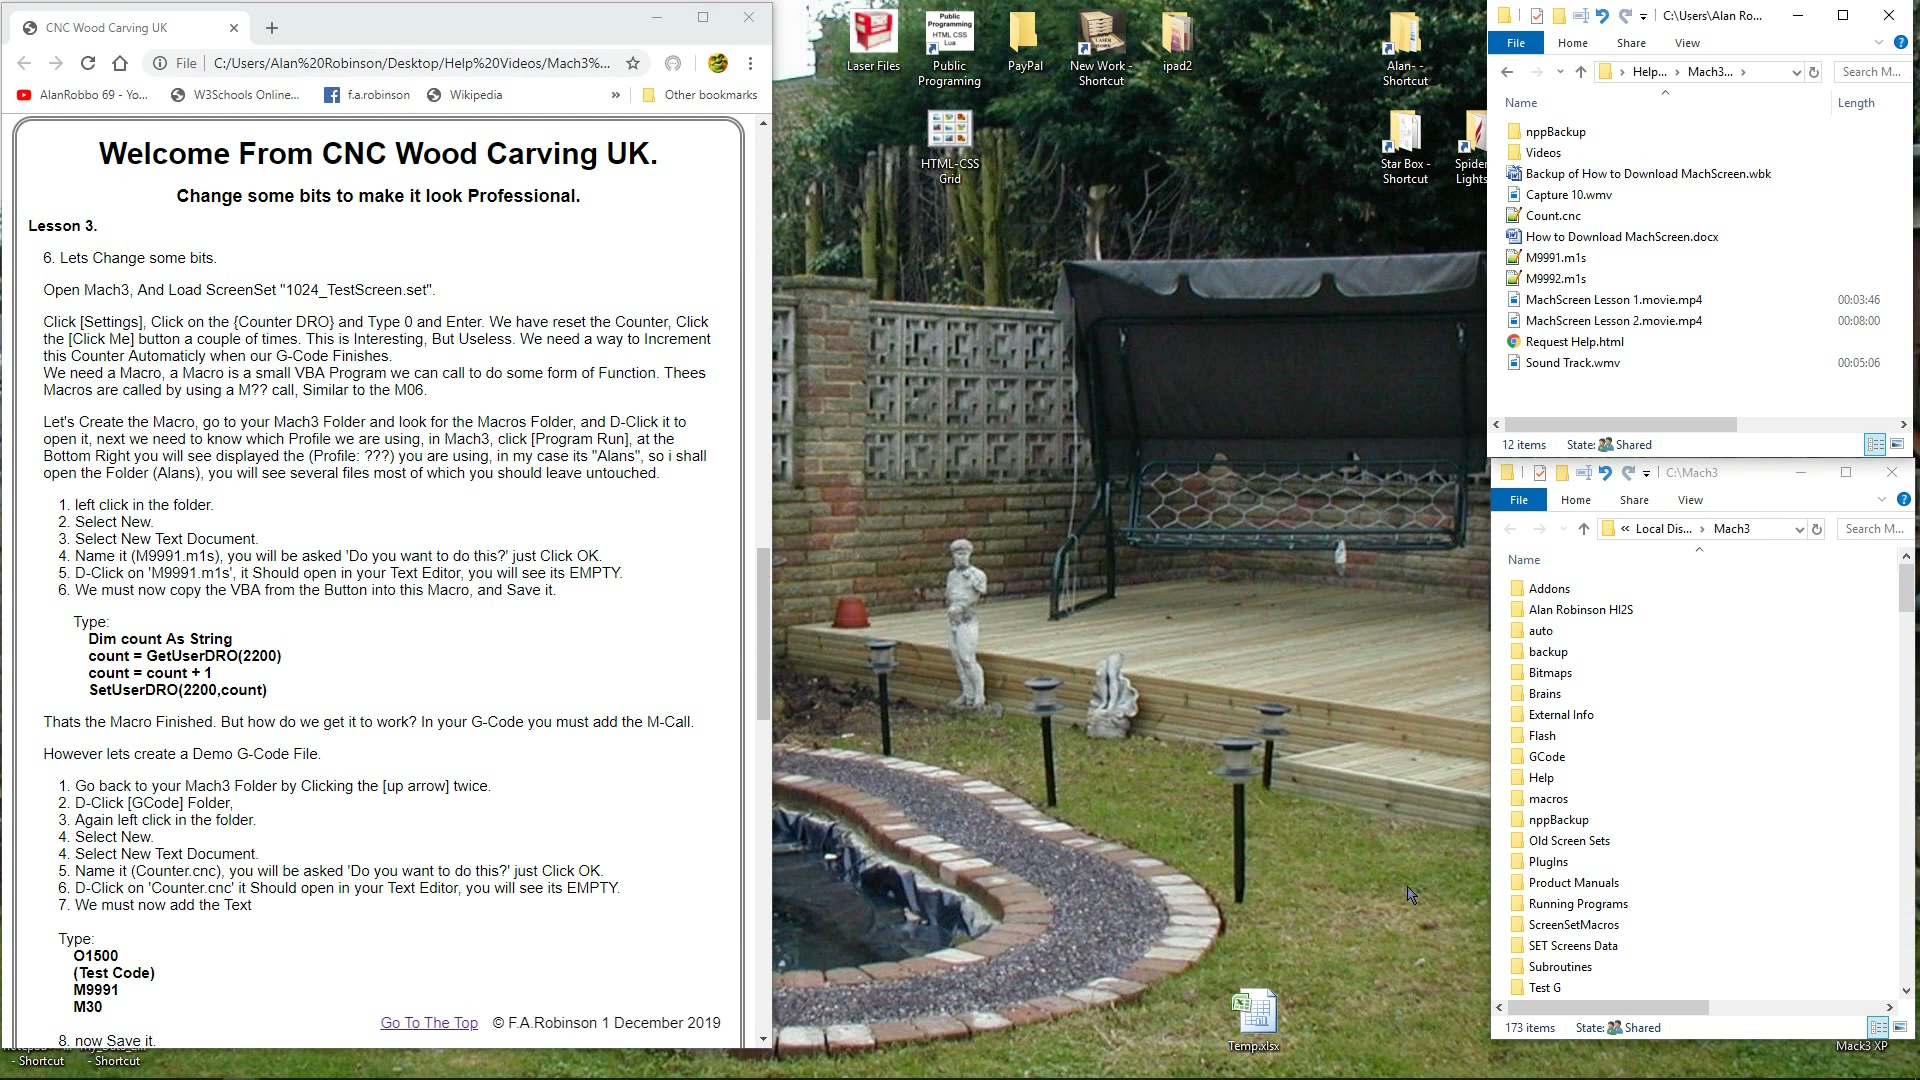 CNC Wood Carving UK
File
C:/Users/Alan%20Robinson/Desktop/Help%20Videos/Mach3%...
AlanRobbo 69 - Yo...
W3Schools Online...
f.a.robinson
Wikipedia
»
Other bookmarks
Welcome From CNC Wood Carving UK.
Change some bits to make it look Professional.
Lesson 3.
6. Lets Change some bits.
Open Mach3, And Load ScreenSet "1024_TestScreen.set".
Click [Settings], Click on the {Counter DRO} and Type 0 and Enter. We have reset the Counter, Click
the [Click Me] button a couple of times. This is Interesting, But Useless. We need a way to Increment
this Counter Automaticly when our G-Code Finishes.
We need a Macro, a Macro is a small VBA Program we can call to do some form of Function. Thees
Macros are called by using a M?? call, Similar to the M06.
Let's Create the Macro, go to your Mach3 Folder and look for the Macros Folder, and D-Click it to
open it, next we need to know which Profile we are using, in Mach3, click [Program Run], at the
Bottom Right you will see displayed the (Profile: ???) you are using, in my case its "Alans", so i shall
open the Folder (Alans), you will see several files most of which you should leave untouched.
1. left click in the folder.
2. Select New.
3. Select New Text Document.
4. Name it (M9991.m1s), you will be asked 'Do you want to do this?' just Click OK.
5. D-Click on 'M9991.m1s', it Should open in your Text Editor, you will see its EMPTY.
6. We must now copy the VBA from the Button into this Macro, and Save it.
Type:
Dim count As String
count = GetUserDRO(2200)
count = count + 1
SetUserDRO(2200,count)
Thats the Macro Finished. But how do we get it to work? In your G-Code you must add the M-Call.
However lets create a Demo G-Code File.
1. Go back to your Mach3 Folder by Clicking the [up arrow] twice.
2. D-Click [GCode] Folder,
3. Again left click in the folder.
4. Select New.
4. Select New Text Document.
5. Name it (Counter.cnc), you will be asked 'Do you want to do this?' just Click OK.
6. D-Click on 'Counter.cnc' it Should open in your Text Editor, you will see its EMPTY.
7. We must now add the Text
Type:
O1500
(Test Code)
M9991
M30
8. now Save it.
Go To The Top © F.A.Robinson 1 December 2019
- Shortcut
- Shortcut
Laser Files
Public Programing
HTML CSS
Lua
Public
Programing
PayPal
LASER
WORK
New Work -
Shortcut
ipad2
Alan- -
Shortcut
HTML-CSS
Grid
Star Box -
Shortcut
Spider
Lights
Temp.xlsx
Mack3 XP
C:\Users\Alan Ro...
File Home Share View
Help... Mach3... Search M...
Name Length
nppBackup
Videos
Backup of How to Download MachScreen.wbk
Capture 10.wmv
Count.cnc
How to Download MachScreen.docx
M9991.m1s
M9992.m1s
MachScreen Lesson 1.movie.mp4 00:03:46
MachScreen Lesson 2.movie.mp4 00:08:00
Request Help.html
Sound Track.wmv 00:05:06
12 items State: Shared
C:\Mach3
File Home Share View
« Local Dis... Mach3 Search M...
Name
Addons
Alan Robinson HI2S
auto
backup
Bitmaps
Brains
External Info
Flash
GCode
Help
macros
nppBackup
Old Screen Sets
PlugIns
Product Manuals
Running Programs
ScreenSetMacros
SET Screens Data
Subroutines
Test G
173 items State: Shared